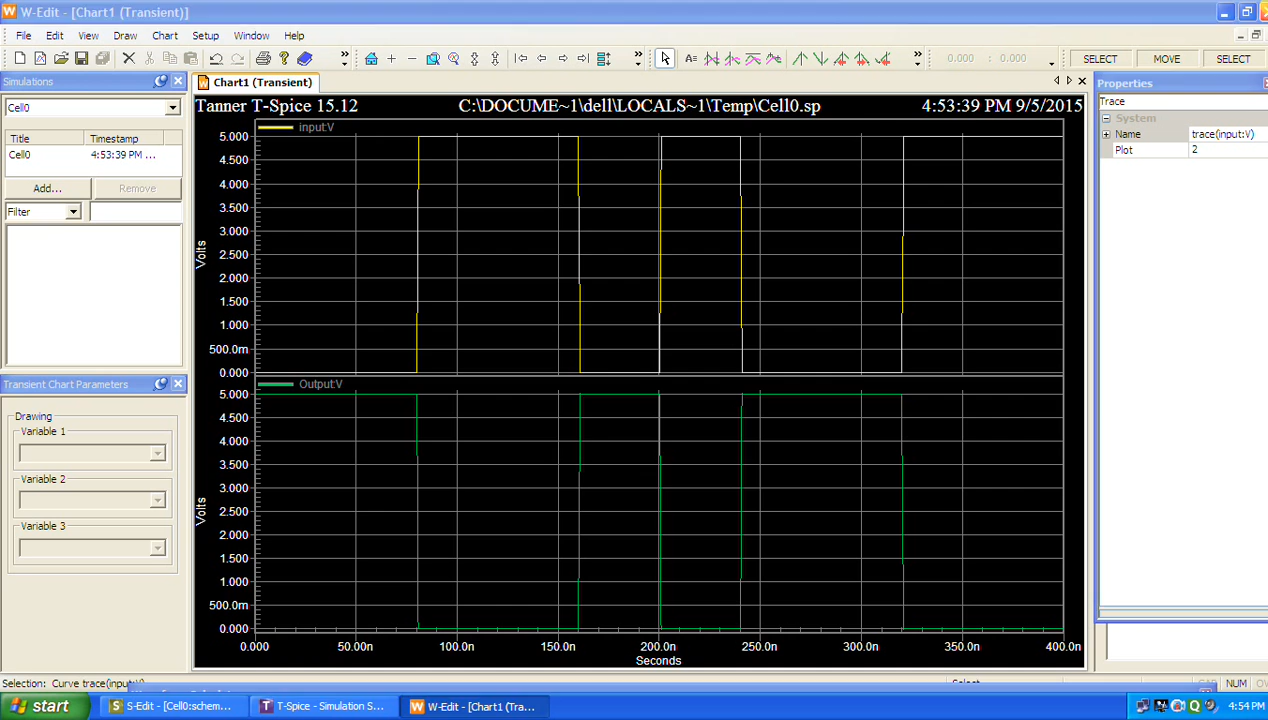 W-Edit - [Chart1 (Transient)]
File Edit View Draw Chart Setup Window Help
0.000 : 0.000 SELECT MOVE SELECT
Simulations
Cell0
Title Timestamp
Cell0 4:53:39 PM ...
Add... Remove
Filter
Transient Chart Parameters
Drawing
Variable 1
Variable 2
Variable 3
Chart1 (Transient)
Tanner T-Spice 15.12 C:\DOCUME~1\dell\LOCALS~1\Temp\Cell0.sp 4:53:39 PM 9/5/2015
input:V
5.000
4.500
4.000
3.500
3.000
2.500
2.000
1.500
1.000
500.0m
0.000
Volts
Output:V
5.000
4.500
4.000
3.500
3.000
2.500
2.000
1.500
1.000
500.0m
0.000
Volts
0.000 50.00n 100.0n 150.0n 200.0n 250.0n 300.0n 350.0n 400.0n
Seconds
Properties
Trace
System
Name trace(input:V)
Plot 2
Selection: Curve trace(input:V) Select NUM
start S-Edit - [Cell0:schem... T-Spice - Simulation S... W-Edit - [Chart1 (Tra... 4:54 PM